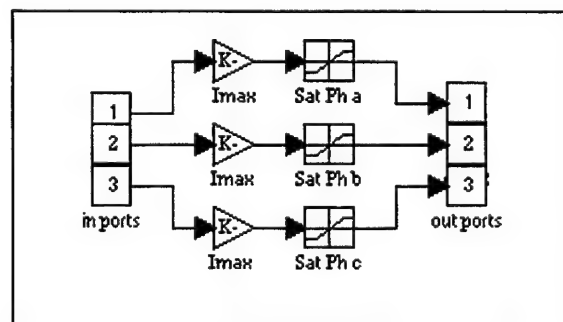 K-
Imax
Sat Ph a
1
2
3
in ports
K-
Imax
Sat Ph b
K-
Imax
Sat Ph c
1
2
3
out ports